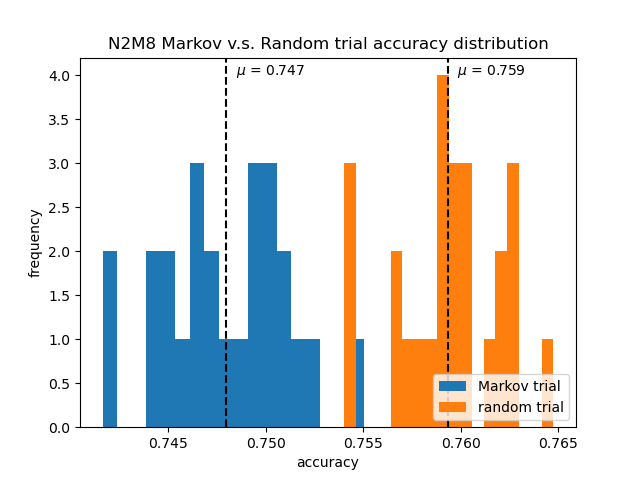 N2M8 Markov v.s. Random trial accuracy distribution
μ = 0.747
μ = 0.759
4.0
3.5
3.0
2.5
2.0
1.5
1.0
0.5
0.0
frequency
Markov trial
random trial
0.745
0.750
0.755
0.760
0.765
accuracy